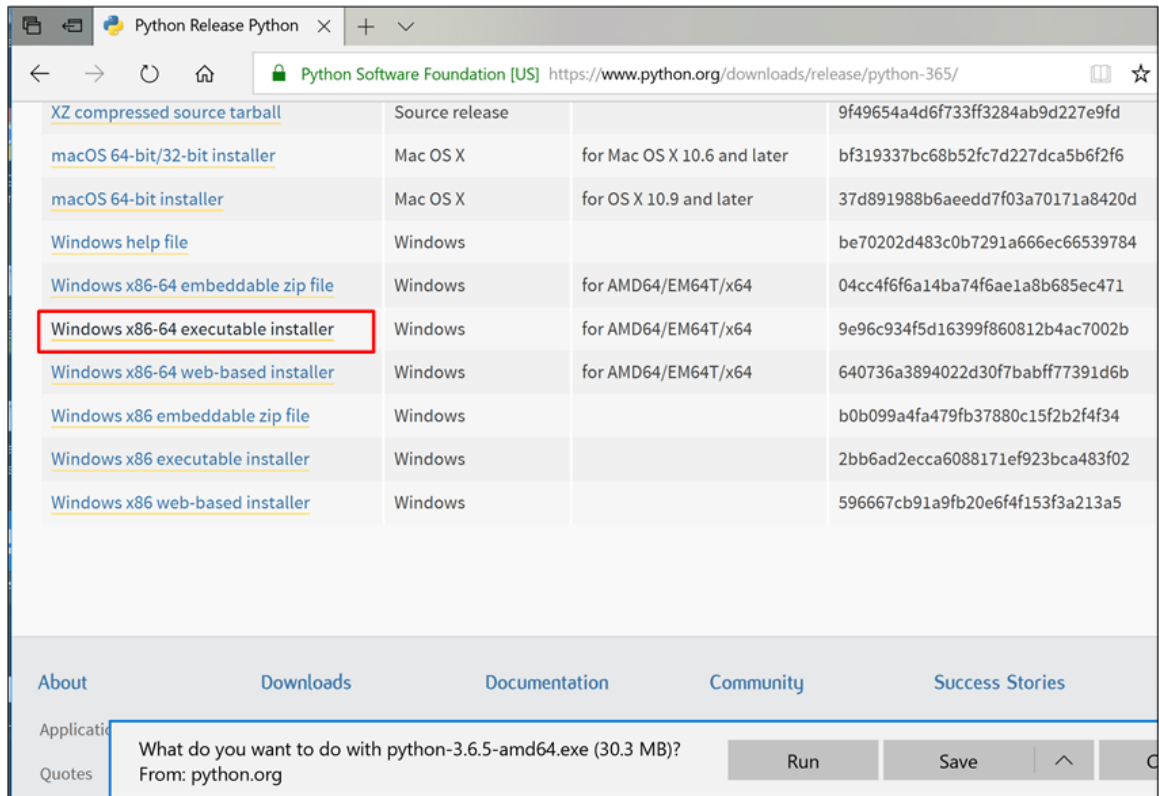 Python Release Python
Python Software Foundation [US] https://www.python.org/downloads/release/python-365/
XZ compressed source tarball Source release 9f49654a4d6f733ff3284ab9d227e9fd
macOS 64-bit/32-bit installer Mac OS X for Mac OS X 10.6 and later bf319337bc68b52fc7d227dca5b6f2f6
macOS 64-bit installer Mac OS X for OS X 10.9 and later 37d891988b6aeedd7f03a70171a8420d
Windows help file Windows be70202d483c0b7291a666ec66539784
Windows x86-64 embeddable zip file Windows for AMD64/EM64T/x64 04cc4f6f6a14ba74f6ae1a8b685ec471
Windows x86-64 executable installer Windows for AMD64/EM64T/x64 9e96c934f5d16399f860812b4ac7002b
Windows x86-64 web-based installer Windows for AMD64/EM64T/x64 640736a3894022d30f7babff77391d6b
Windows x86 embeddable zip file Windows b0b099a4fa479fb37880c15f2b2f4f34
Windows x86 executable installer Windows 2bb6ad2ecca6088171ef923bca483f02
Windows x86 web-based installer Windows 596667cb91a9fb20e6f4f153f3a213a5
About Downloads Documentation Community Success Stories
Applicatio
Quotes
What do you want to do with python-3.6.5-amd64.exe (30.3 MB)?
From: python.org
Run Save